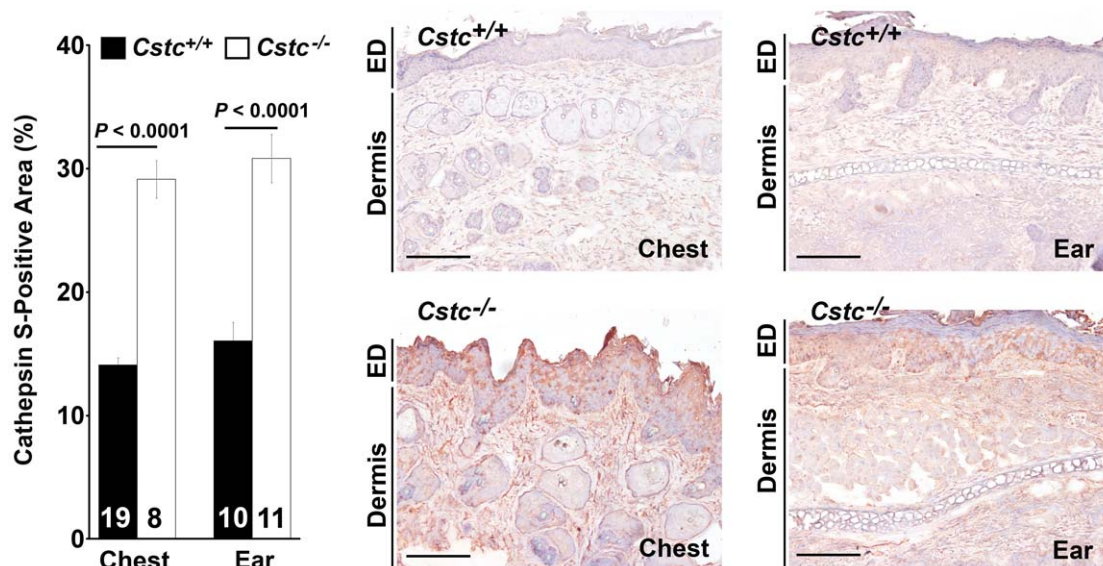 Cathepsin S-Positive Area (%)
40
30
20
10
0
Cstc+/+
Cstc-/-
P < 0.0001
P < 0.0001
19
8
10
11
Chest
Ear
Cstc+/+
ED
Dermis
Chest
Cstc+/+
ED
Dermis
Ear
Cstc-/-
ED
Dermis
Chest
Cstc-/-
ED
Dermis
Ear